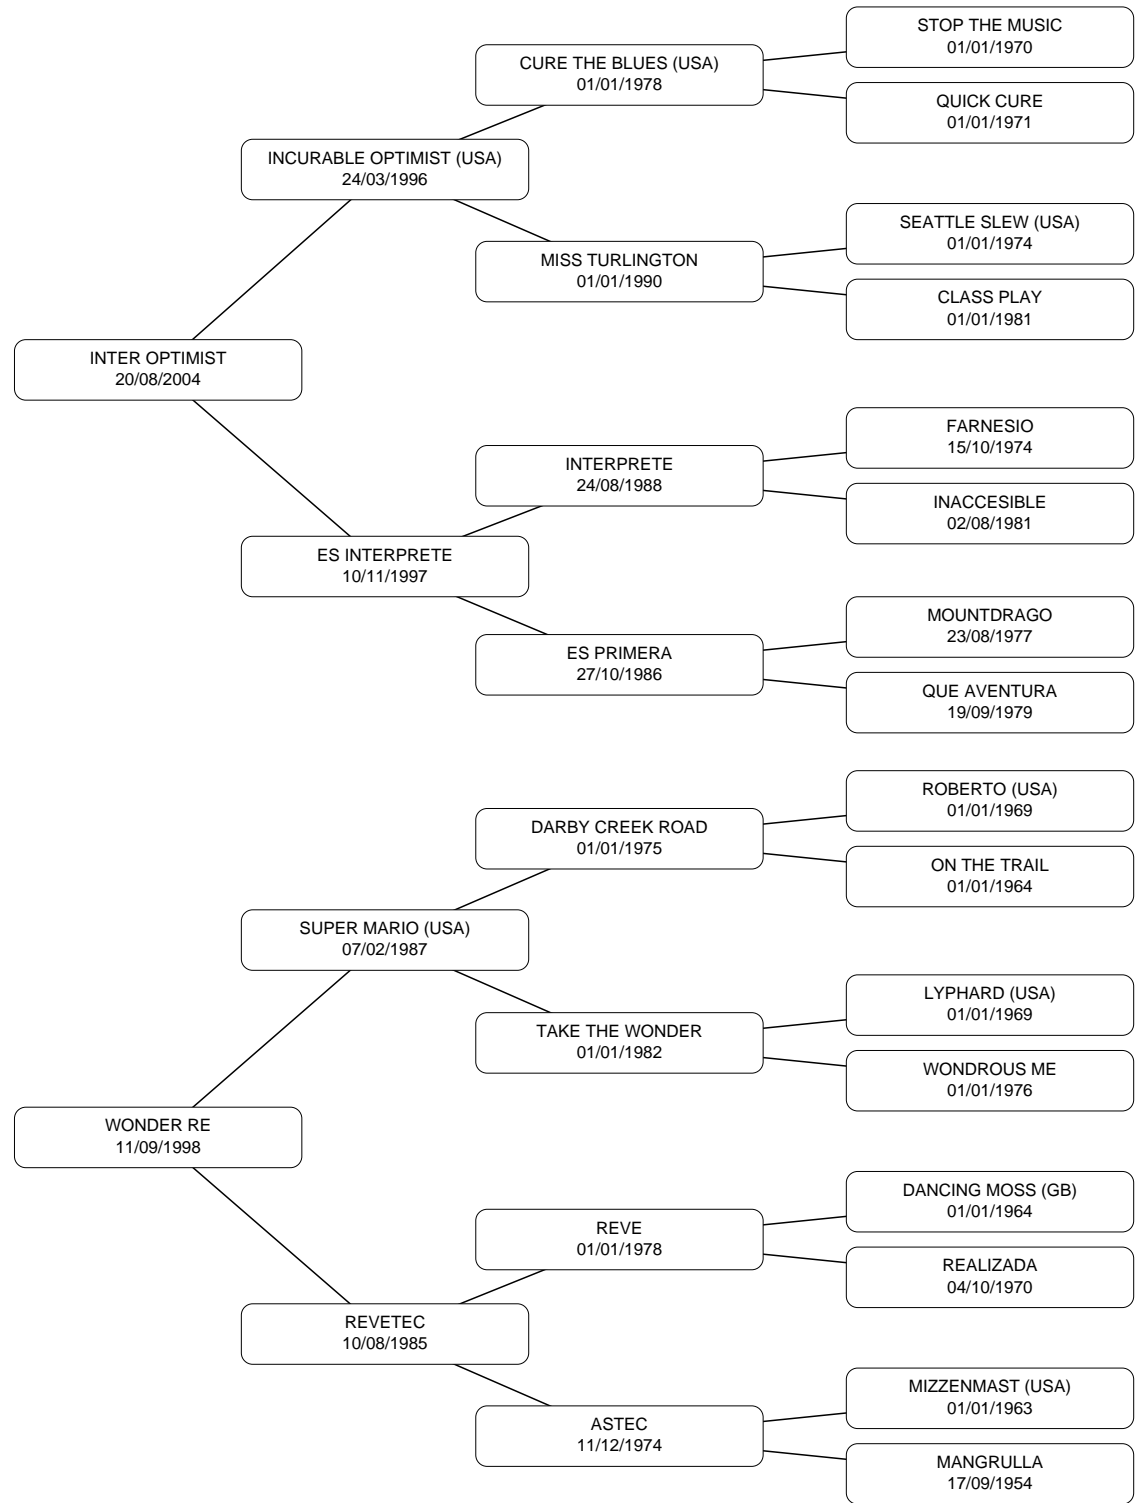 STOP THE MUSIC
01/01/1970
CURE THE BLUES (USA)
01/01/1978
QUICK CURE
01/01/1971
INCURABLE OPTIMIST (USA)
24/03/1996
SEATTLE SLEW (USA)
01/01/1974
MISS TURLINGTON
01/01/1990
CLASS PLAY
01/01/1981
INTER OPTIMIST
20/08/2004
FARNESIO
15/10/1974
INTERPRETE
24/08/1988
INACCESIBLE
02/08/1981
ES INTERPRETE
10/11/1997
MOUNTDRAGO
23/08/1977
ES PRIMERA
27/10/1986
QUE AVENTURA
19/09/1979
ROBERTO (USA)
01/01/1969
DARBY CREEK ROAD
01/01/1975
ON THE TRAIL
01/01/1964
SUPER MARIO (USA)
07/02/1987
LYPHARD (USA)
01/01/1969
TAKE THE WONDER
01/01/1982
WONDROUS ME
01/01/1976
WONDER RE
11/09/1998
DANCING MOSS (GB)
01/01/1964
REVE
01/01/1978
REALIZADA
04/10/1970
REVETEC
10/08/1985
MIZZENMAST (USA)
01/01/1963
ASTEC
11/12/1974
MANGRULLA
17/09/1954